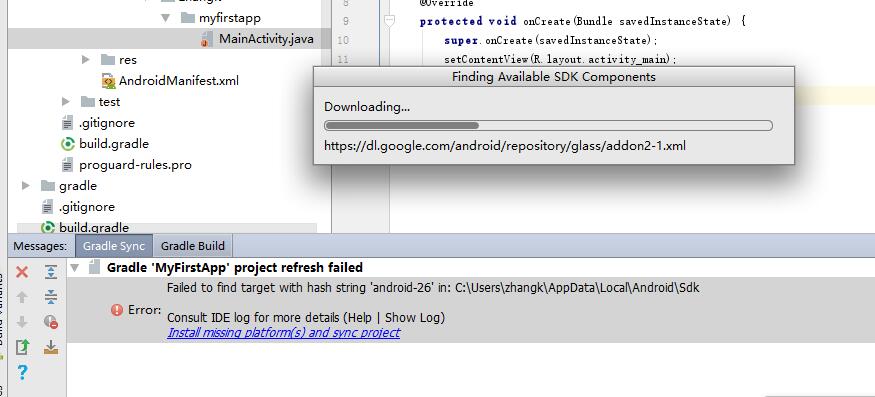 zhangk
myfirstapp
MainActivity.java
res
AndroidManifest.xml
test
.gitignore
build.gradle
proguard-rules.pro
gradle
.gitignore
build.gradle
8
9
10
11
@Override
protected void onCreate(Bundle savedInstanceState) {
super.onCreate(savedInstanceState);
setContentView(R.layout.activity_main);
Finding Available SDK Components
Downloading...
https://dl.google.com/android/repository/glass/addon2-1.xml
Messages: Gradle Sync Gradle Build
Gradle 'MyFirstApp' project refresh failed
Failed to find target with hash string 'android-26' in: C:\Users\zhangk\AppData\Local\Android\Sdk
Error:
Consult IDE log for more details (Help | Show Log)
Install missing platform(s) and sync project